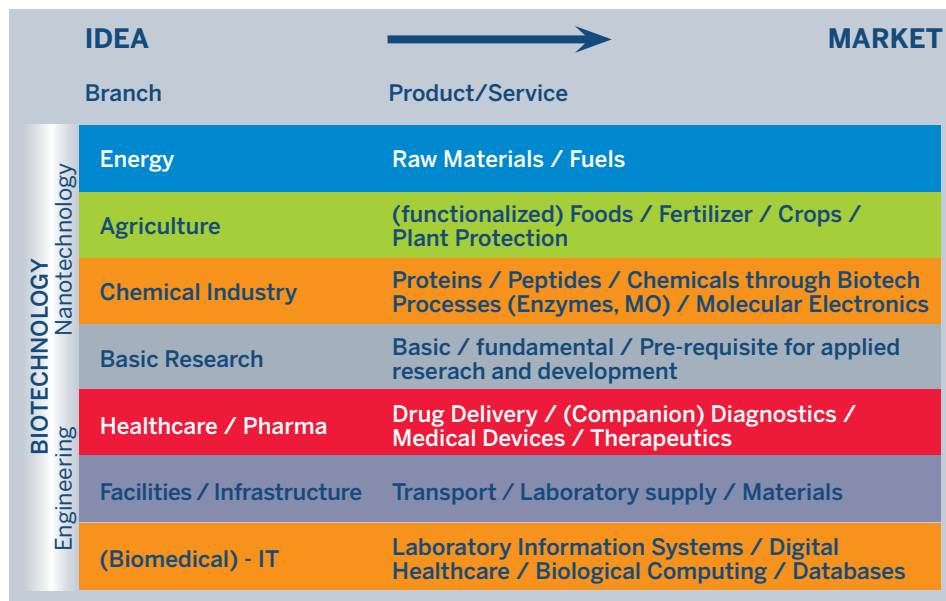 IDEA MARKET
Branch Product/Service
BIOTECHNOLOGY
Nanotechnology
Engineering
Energy Raw Materials / Fuels
Agriculture (functionalized) Foods / Fertilizer / Crops /
Plant Protection
Chemical Industry Proteins / Peptides / Chemicals through Biotech
Processes (Enzymes, MO) / Molecular Electronics
Basic Research Basic / fundamental / Pre-requisite for applied
reserach and development
Healthcare / Pharma Drug Delivery / (Companion) Diagnostics /
Medical Devices / Therapeutics
Facilities / Infrastructure Transport / Laboratory supply / Materials
(Biomedical) - IT Laboratory Information Systems / Digital
Healthcare / Biological Computing / Databases